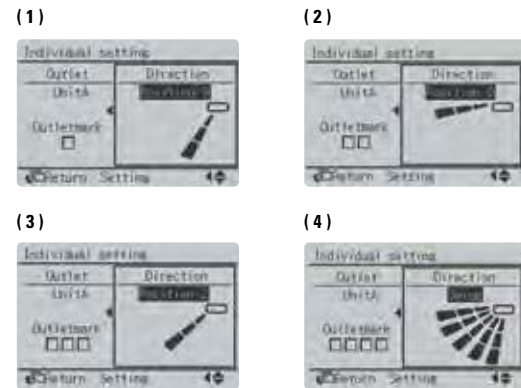 (1)
Individual setting
Outlet Direction
UnitA
Outletmark
Return Setting
(2)
Individual setting
Outlet Direction
UnitA
Outletmark
Return Setting
(3)
Individual setting
Outlet Direction
UnitA
Outletmark
Return Setting
(4)
Individual setting
Outlet Direction
UnitA
Outletmark
Return Setting